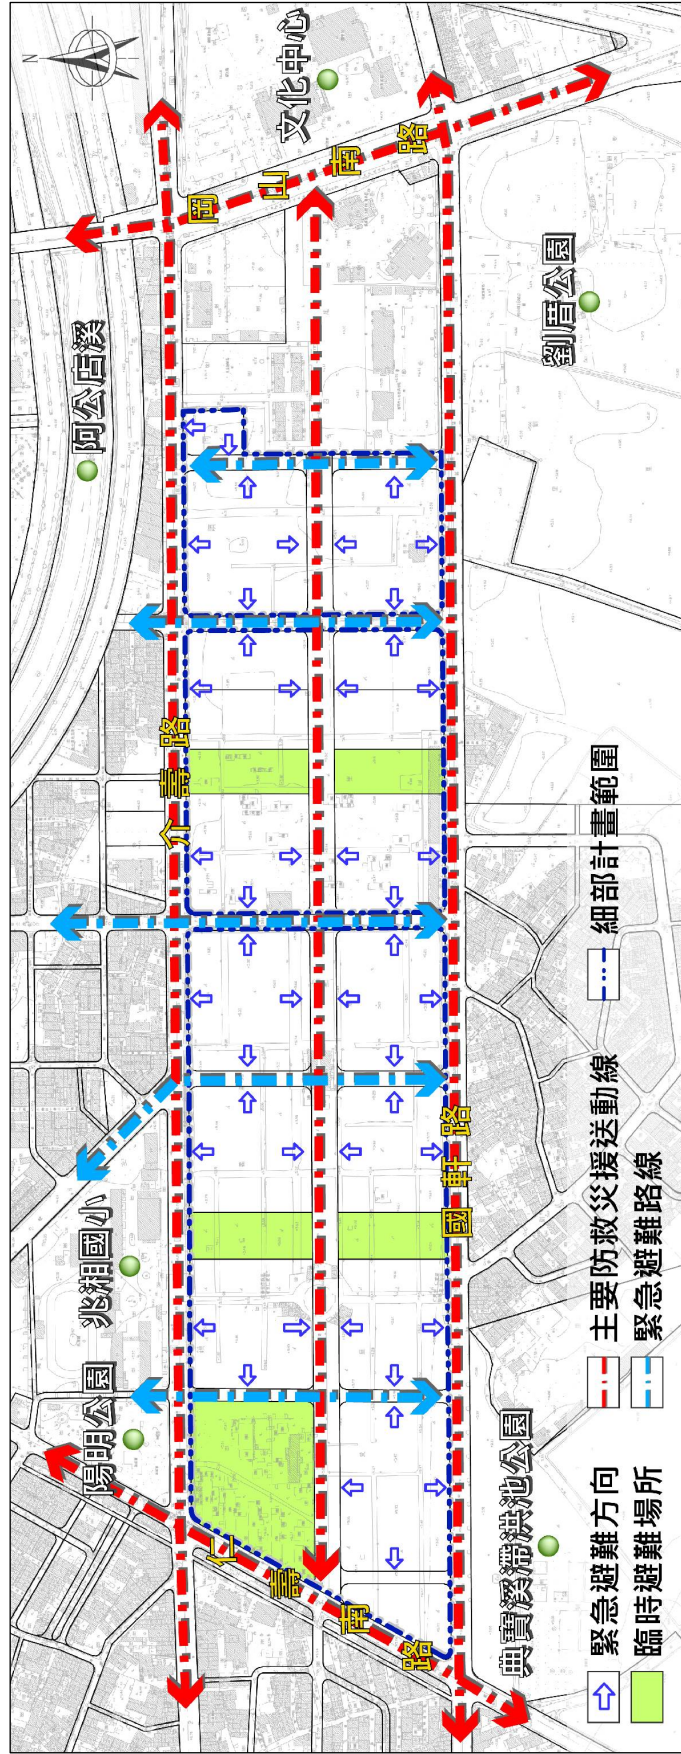 N
文化中心
岡山南路
阿公店溪
劉厝公園
介壽路
國軒路
兆湘國小
陽明公園
仁壽南路
典寶溪滯洪池公園
緊急避難方向
主要防救災援送動線
細部計畫範圍
臨時避難場所
緊急避難路線